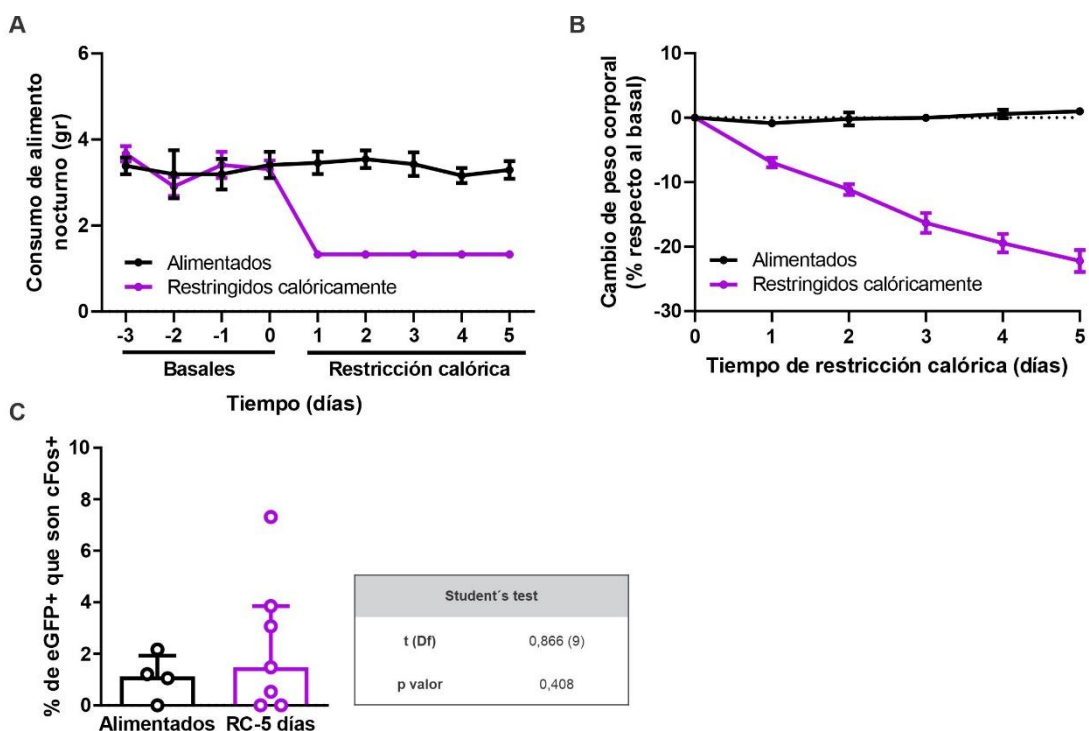 A
Consumo de alimento
nocturno (gr)
6
4
2
0
Alimentados
Restringidos calóricamente
-3 -2 -1 0 1 2 3 4 5
Basales Restricción calórica
Tiempo (días)
B
Cambio de peso corporal
(% respecto al basal)
10
0
-10
-20
-30
Alimentados
Restringidos calóricamente
0 1 2 3 4 5
Tiempo de restricción calórica (días)
C
% de eGFP+ que son cFos+
10
8
6
4
2
0
Alimentados RC-5 días
Student´s test
t (Df) 0,866 (9)
p valor 0,408